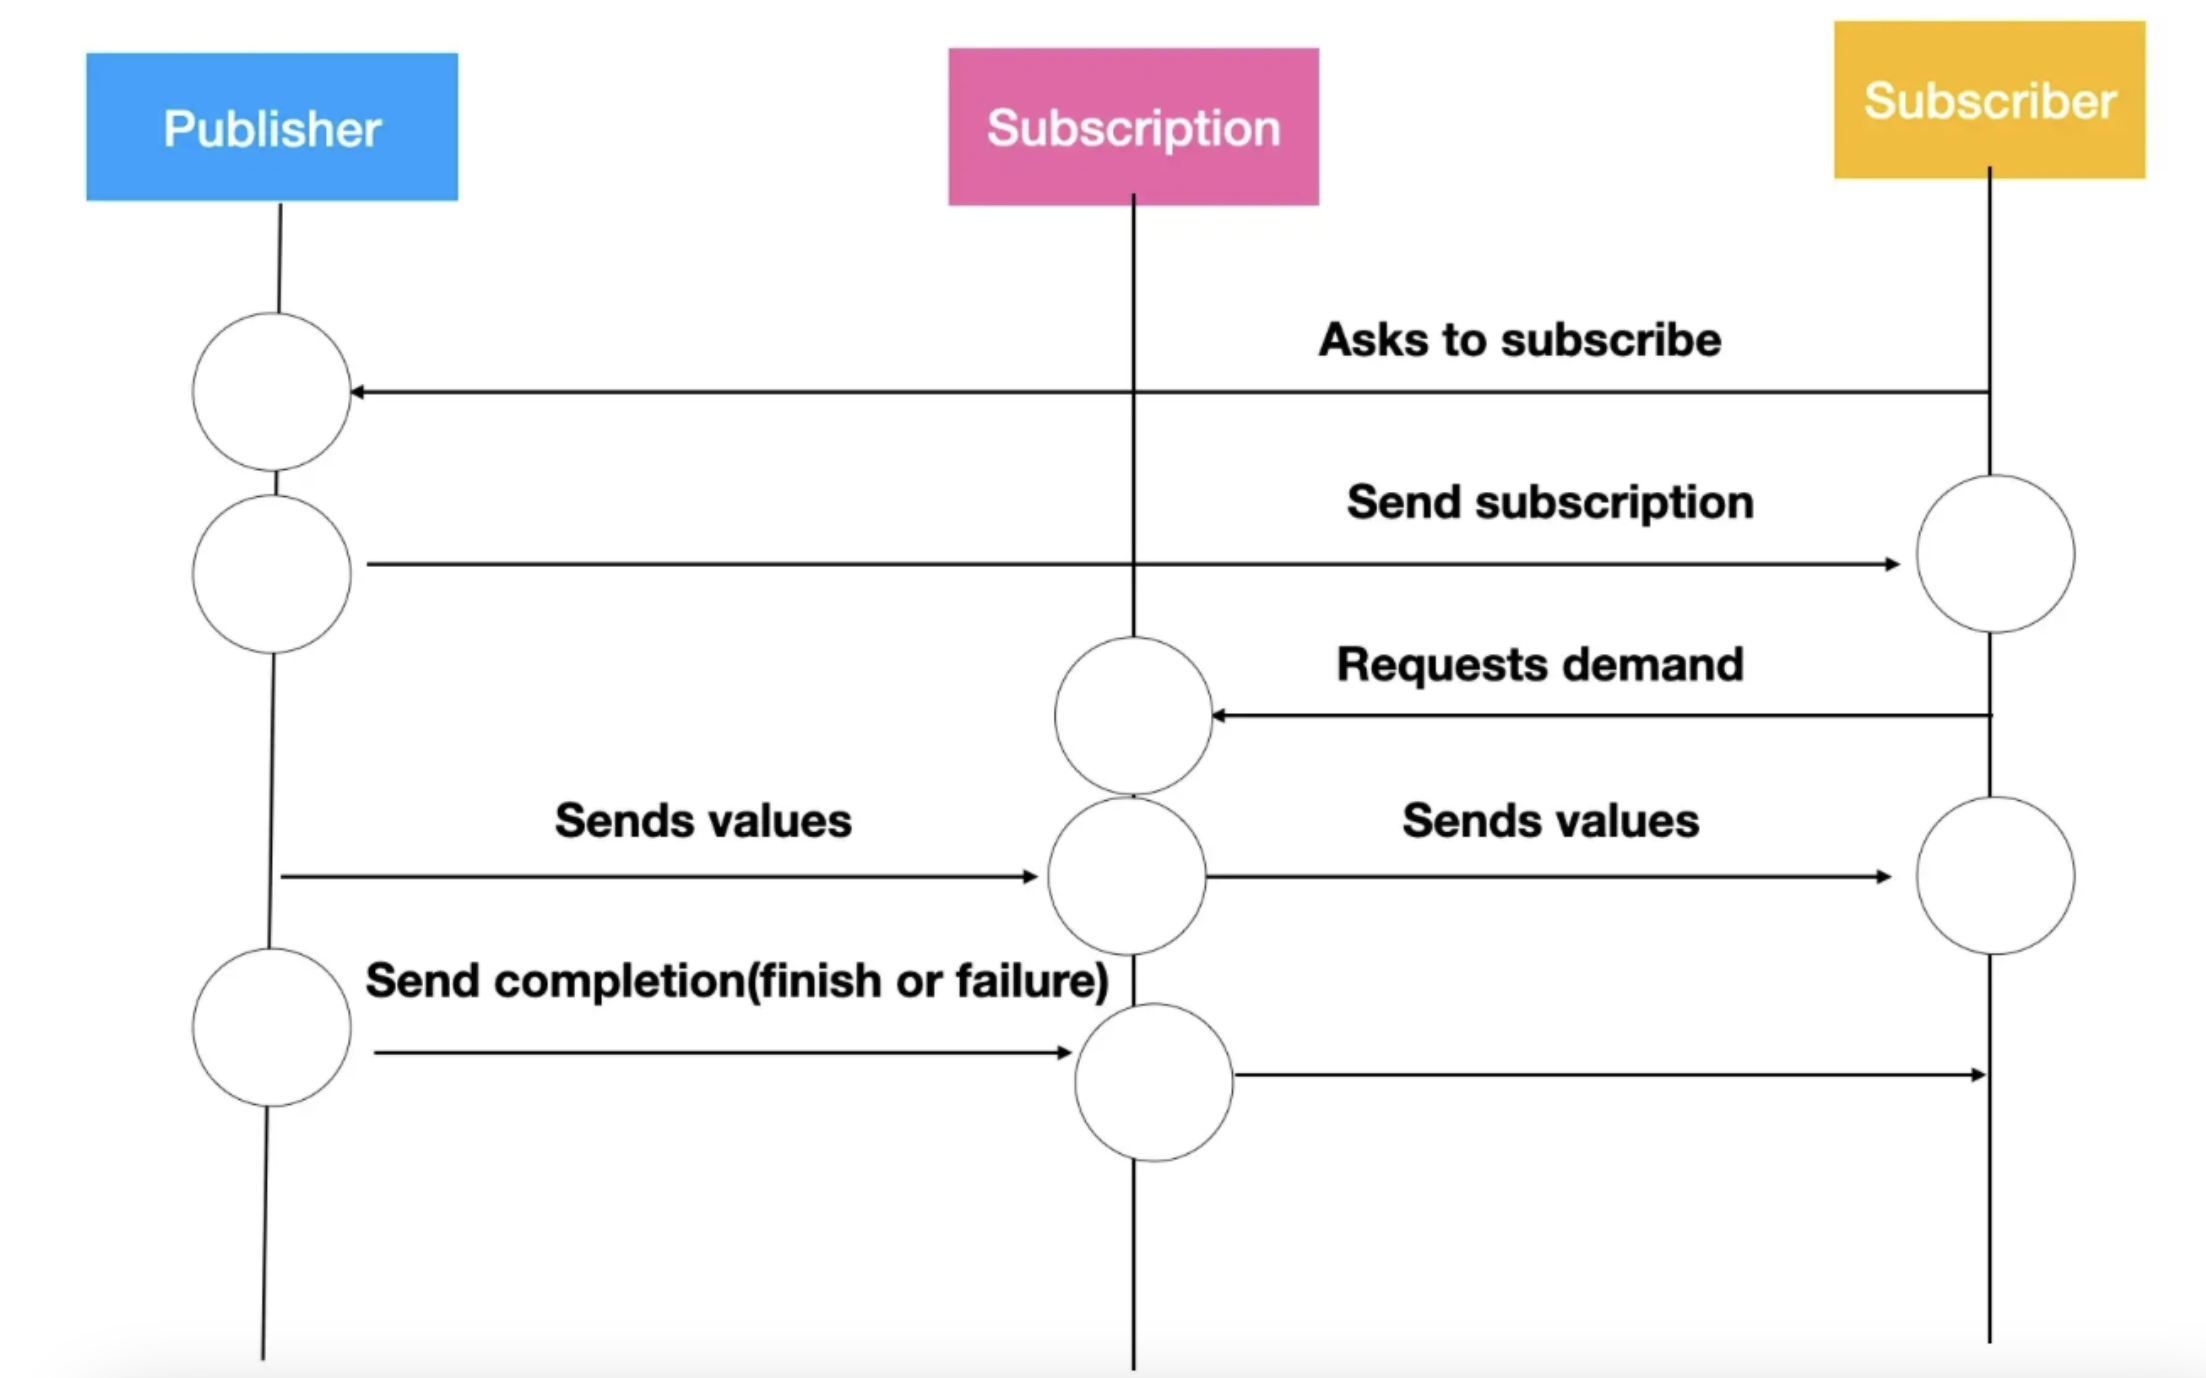 Publisher
Subscription
Subscriber
Asks to subscribe
Send subscription
Requests demand
Sends values
Sends values
Send completion(finish or failure)